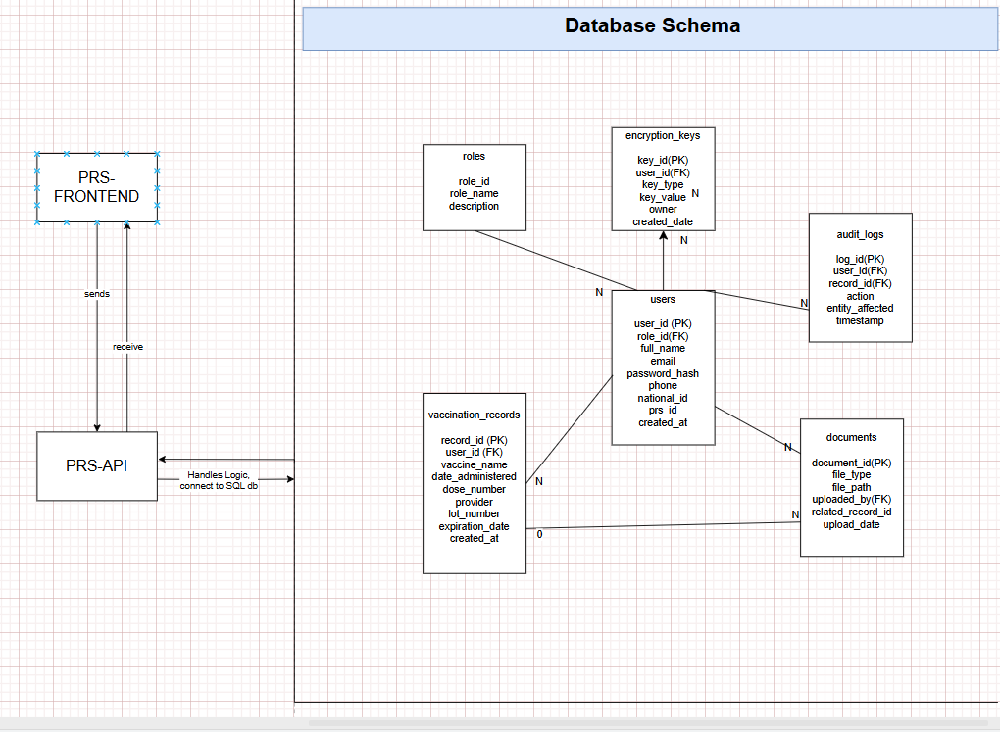 Database Schema
PRS-
FRONTEND
sends
receive
PRS-API
Handles Logic,
connect to SQL db
roles
role_id
role_name
description
encryption_keys
key_id(PK)
user_id(FK)
key_type
key_value
N
owner
created_date
N
audit_logs
log_id(PK)
user_id(FK)
record_id(FK)
action
entity_affected
timestamp
N
N
users
user_id (PK)
role_id(FK)
full_name
email
password_hash
phone
national_id
prs_id
created_at
vaccination_records
record_id (PK)
user_id (FK)
vaccine_name
date_administered
dose_number
provider
lot_number
expiration_date
created_at
N
0
documents
document_id(PK)
file_type
file_path
uploaded_by(FK)
related_record_id
upload_date
N
N